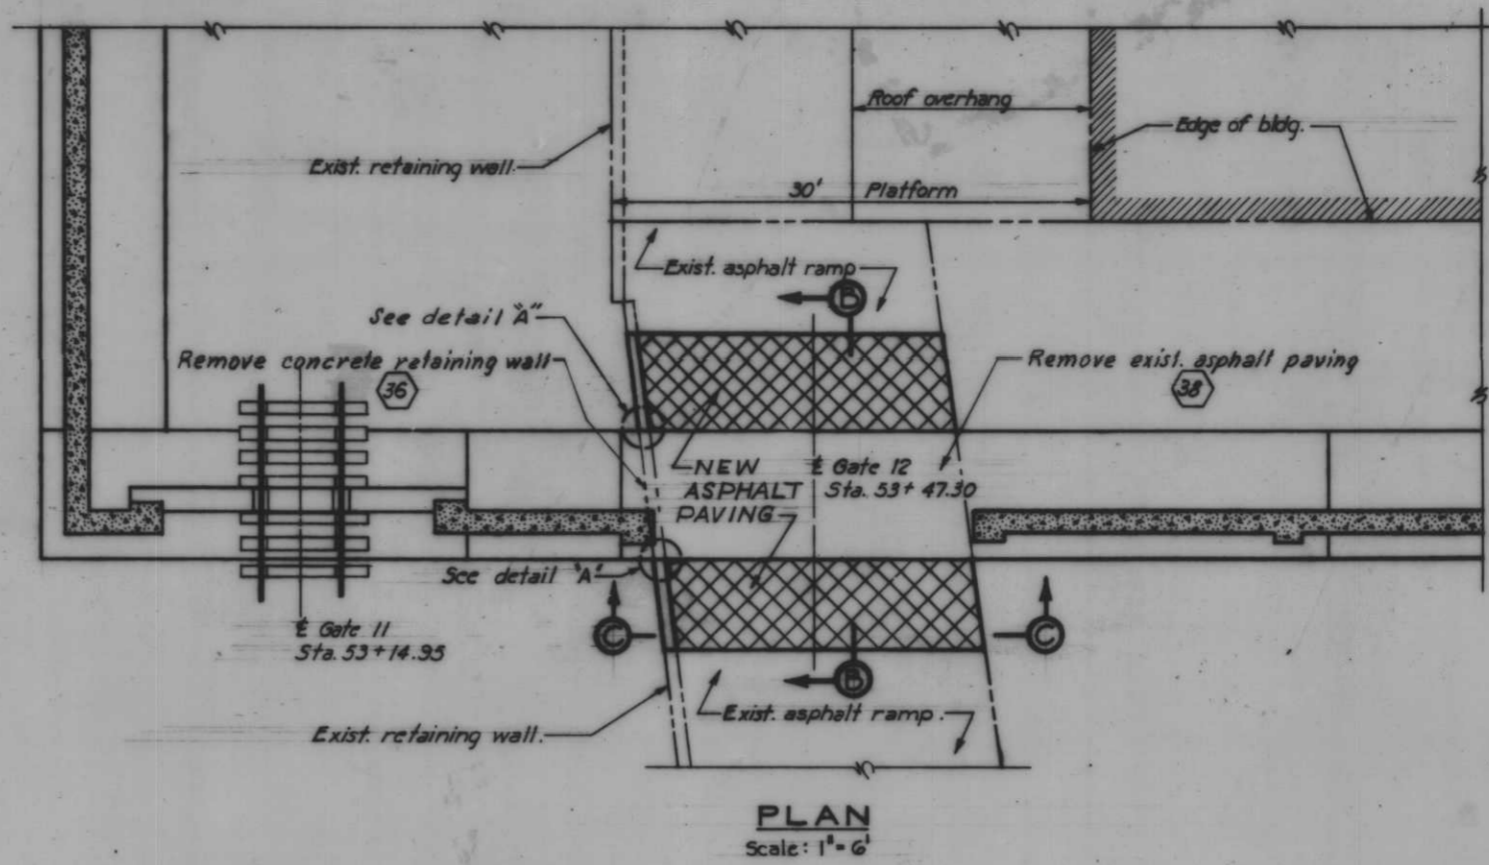 Roof overhang
Edge of bldg.
Exist. retaining wall
30' Platform
Exist. asphalt ramp
B
See detail "A"
Remove concrete retaining wall
36
Remove exist. asphalt paving
38
NEW
ASPHALT
PAVING
℄ Gate 12
Sta. 53+47.30
See detail "A"
℄ Gate 11
Sta. 53+14.95
C
C
B
Exist. asphalt ramp.
Exist. retaining wall.
PLAN
Scale: 1"=6'